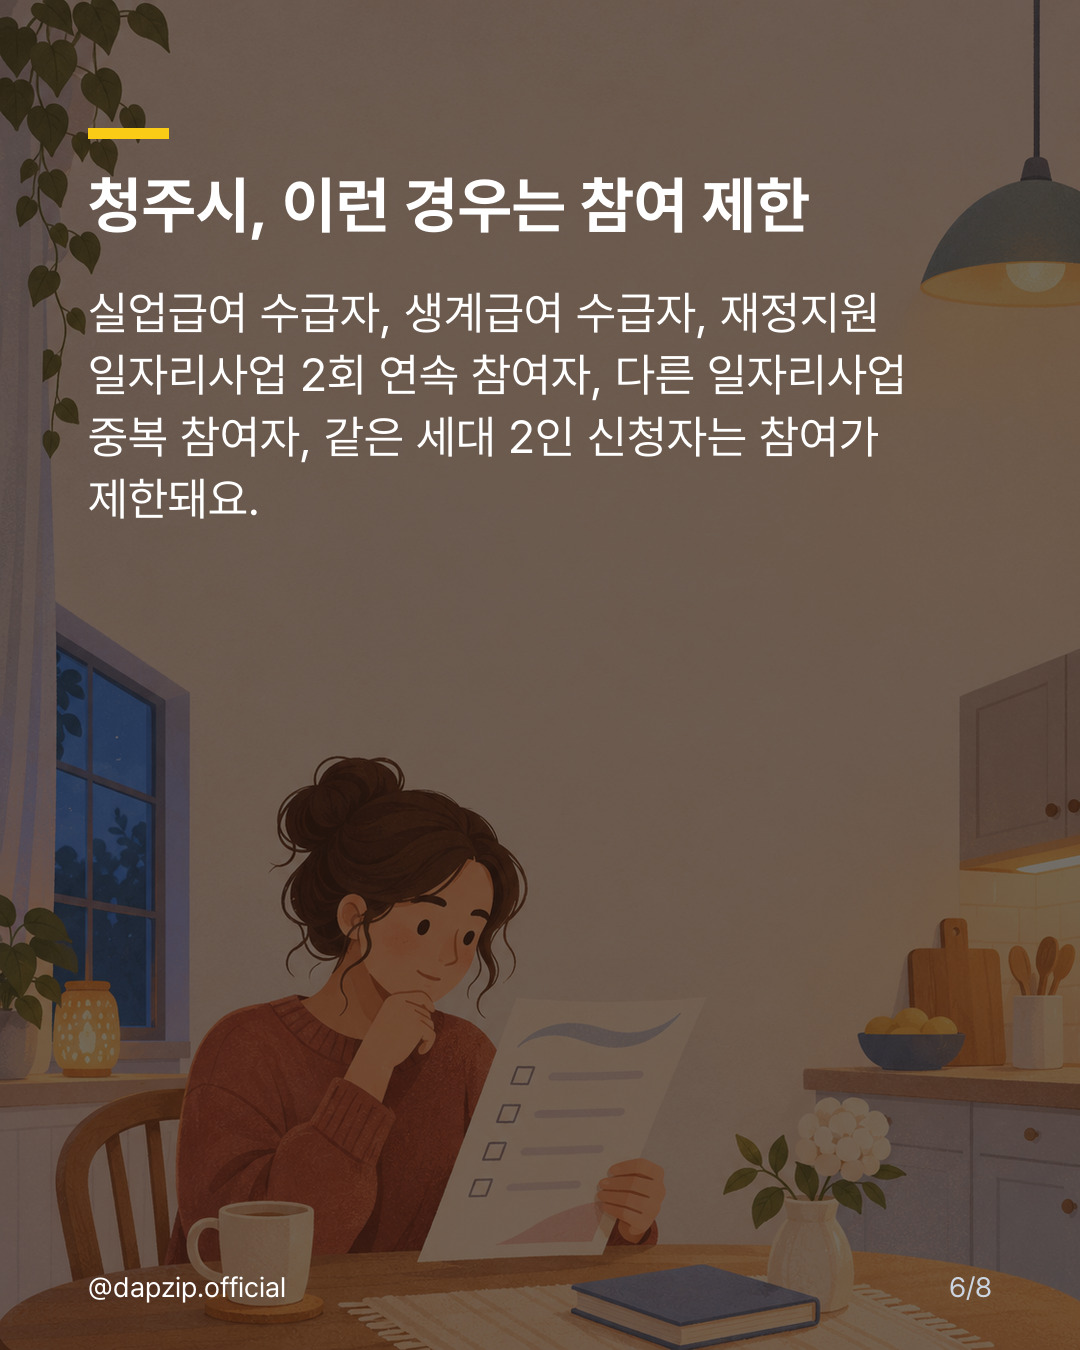 청주시, 이런 경우는 참여 제한
실업급여 수급자, 생계급여 수급자, 재정지원
일자리사업 2회 연속 참여자, 다른 일자리사업
중복 참여자, 같은 세대 2인 신청자는 참여가
제한돼요.
@dapzip.official
6/8